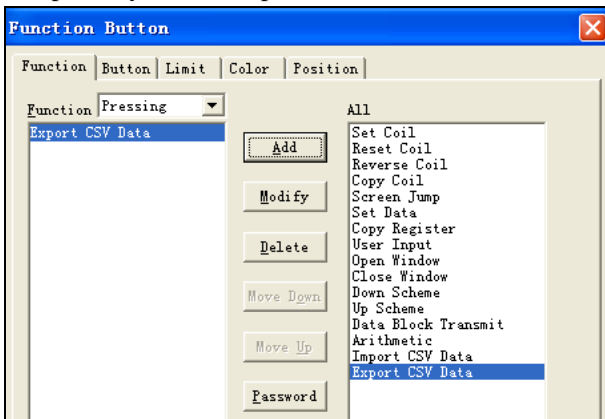 Function Button
Function Button Limit Color Position
Function Pressing
All
Export CSV Data
Add
Modify
Delete
Move Down
Move Up
Password
Set Coil
Reset Coil
Reverse Coil
Copy Coil
Screen Jump
Set Data
Copy Register
User Input
Open Window
Close Window
Down Scheme
Up Scheme
Data Block Transmit
Arithmetic
Import CSV Data
Export CSV Data